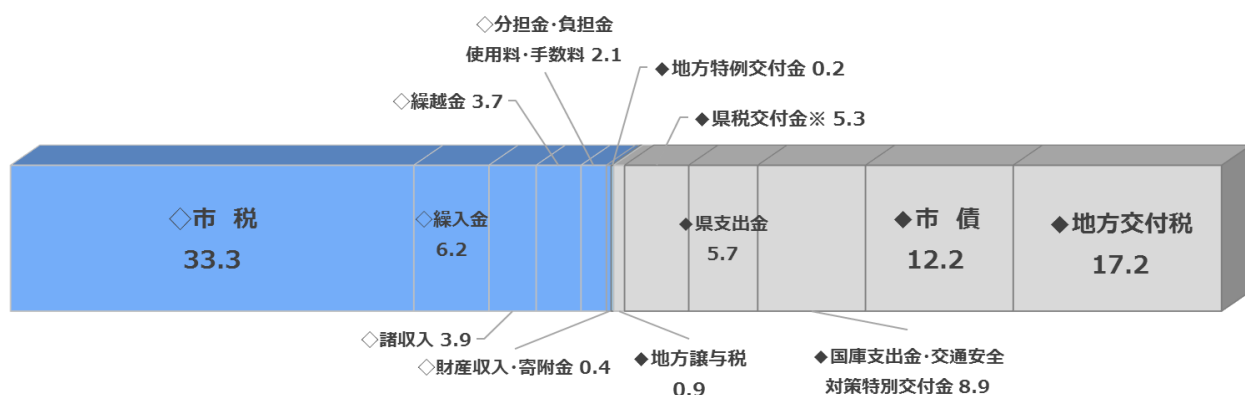 ◇分担金・負担金
使用料・手数料 2.1
◆地方特例交付金 0.2
◇繰越金 3.7
◆県税交付金※ 5.3
◇市 税
33.3
◇繰入金
6.2
◆県支出金
5.7
◆市 債
12.2
◆地方交付税
17.2
◇諸収入 3.9
◇財産収入・寄附金 0.4
◆地方譲与税
0.9
◆国庫支出金・交通安全
対策特別交付金 8.9